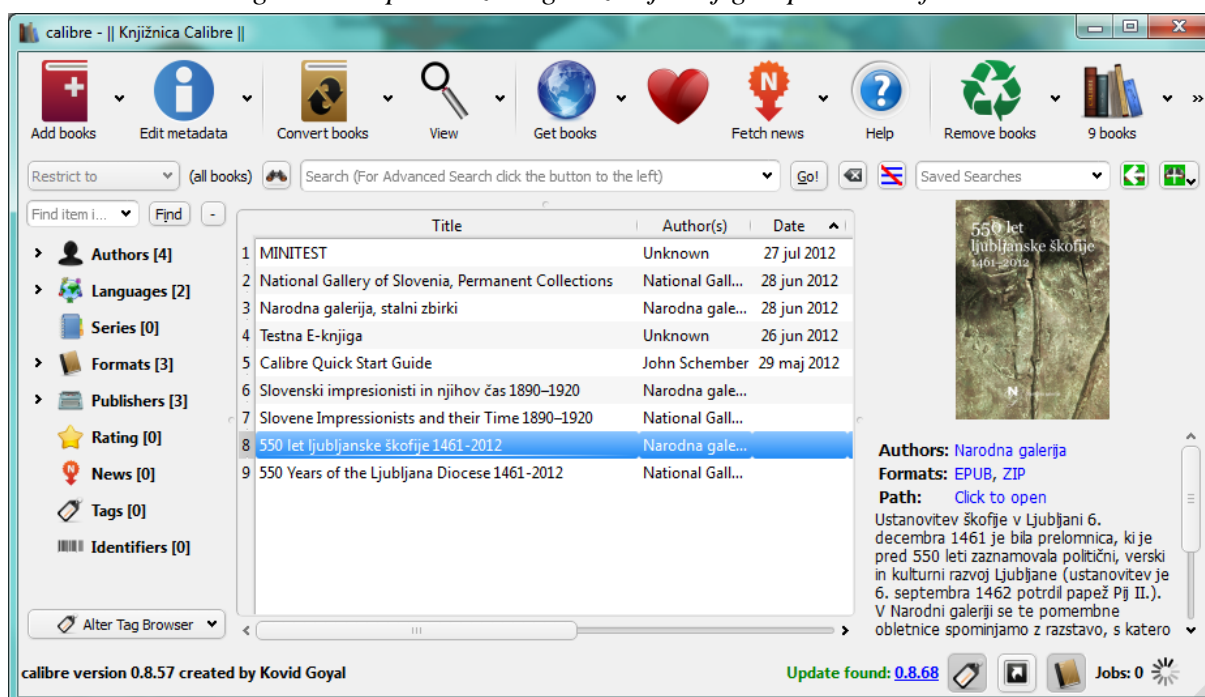 calibre - || Knjižnica Calibre ||
Add books
Edit metadata
Convert books
View
Get books
Fetch news
Help
Remove books
9 books
Restrict to
(all books)
Search (For Advanced Search click the button to the left)
Go!
Saved Searches
Find item i...
Find
-
Authors [4]
Languages [2]
Series [0]
Formats [3]
Publishers [3]
Rating [0]
News [0]
Tags [0]
Identifiers [0]
Alter Tag Browser
Title Author(s) Date
1 MINITEST Unknown 27 jul 2012
2 National Gallery of Slovenia, Permanent Collections National Gall... 28 jun 2012
3 Narodna galerija, stalni zbirki Narodna gale... 28 jun 2012
4 Testna E-knjiga Unknown 26 jun 2012
5 Calibre Quick Start Guide John Schember 29 maj 2012
6 Slovenski impresionisti in njihov čas 1890–1920 Narodna gale...
7 Slovene Impressionists and their Time 1890–1920 National Gall...
8 550 let ljubljanske škofije 1461-2012 Narodna gale...
9 550 Years of the Ljubljana Diocese 1461-2012 National Gall...
550 let
ljubljanske škofije
1461–2012
Authors: Narodna galerija
Formats: EPUB, ZIP
Path: Click to open
Ustanovitev škofije v Ljubljani 6.
decembra 1461 je bila prelomnica, ki je
pred 550 leti zaznamovala politični, verski
in kulturni razvoj Ljubljane (ustanovitev je
6. septembra 1462 potrdil papež Pij II.).
V Narodni galeriji se te pomembne
obletnice spominjamo z razstavo, s katero
calibre version 0.8.57 created by Kovid Goyal
Update found: 0.8.68
Jobs: 0